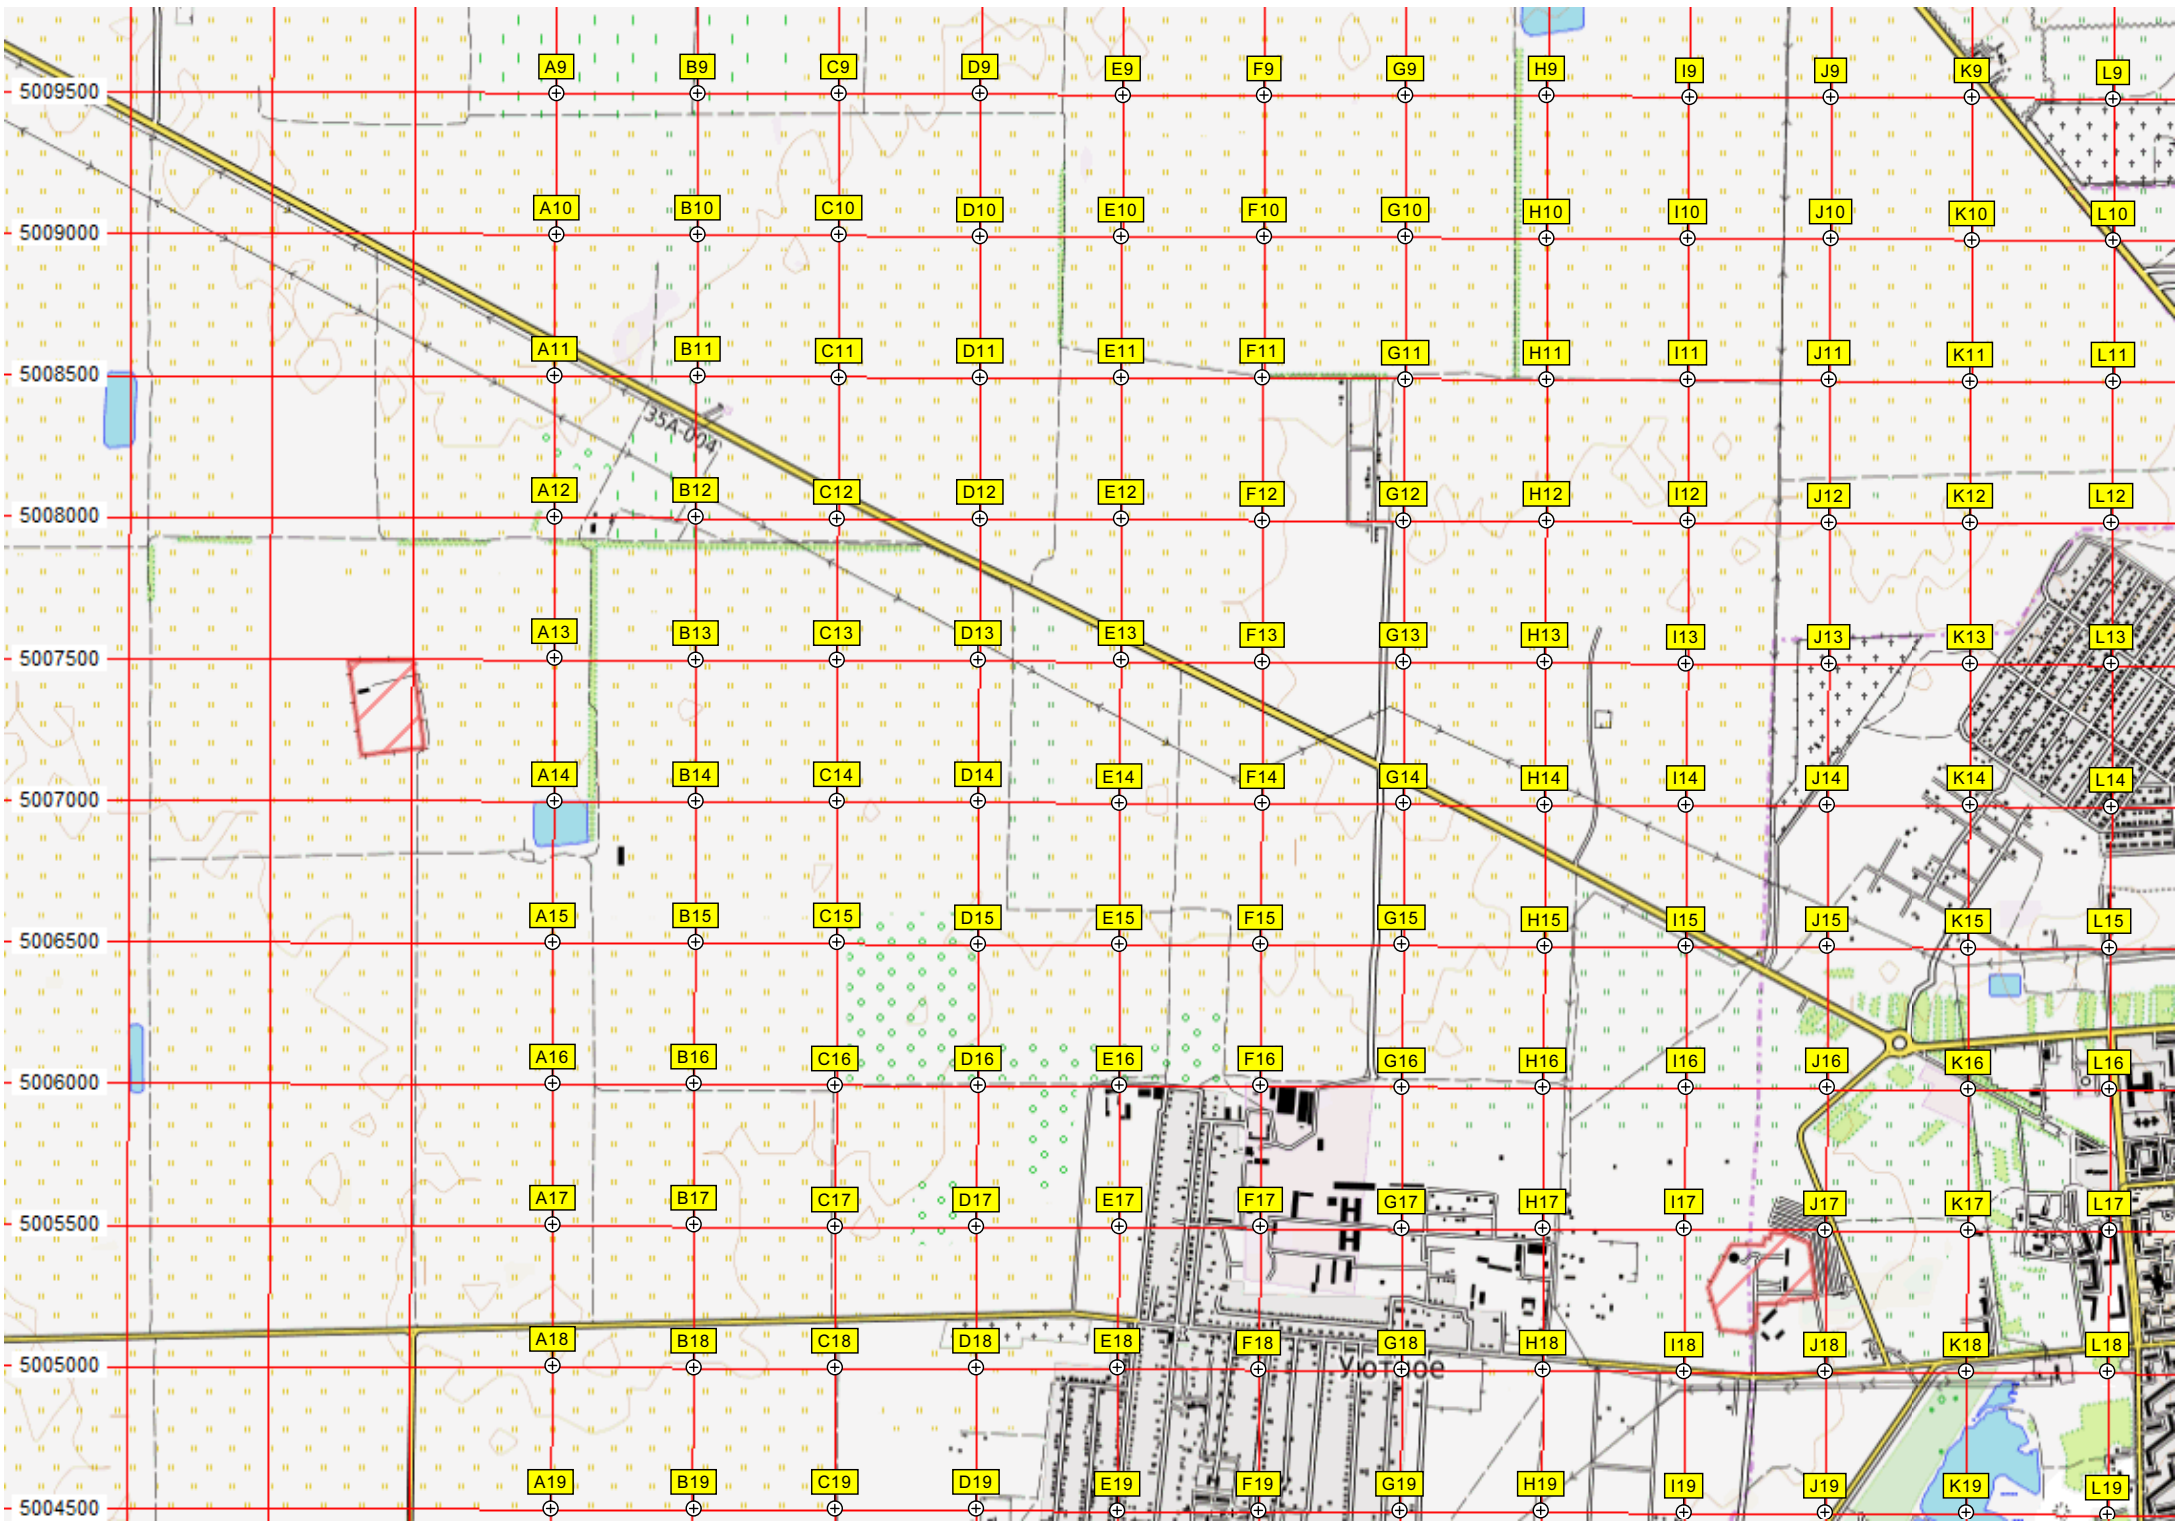 A9 B9 C9 D9 E9 F9 G9 H9 I9 J9 K9 L9
5009500
A10 B10 C10 D10 E10 F10 G10 H10 I10 J10 K10 L10
5009000
A11 B11 C11 D11 E11 F11 G11 H11 I11 J11 K11 L11
5008500
35А-004
A12 B12 C12 D12 E12 F12 G12 H12 I12 J12 K12 L12
5008000
A13 B13 C13 D13 E13 F13 G13 H13 I13 J13 K13 L13
5007500
A14 B14 C14 D14 E14 F14 G14 H14 I14 J14 K14 L14
5007000
A15 B15 C15 D15 E15 F15 G15 H15 I15 J15 K15 L15
5006500
A16 B16 C16 D16 E16 F16 G16 H16 I16 J16 K16 L16
5006000
A17 B17 C17 D17 E17 F17 G17 H17 I17 J17 K17 L17
5005500
A18 B18 C18 D18 E18 F18 G18 H18 I18 J18 K18 L18
5005000
Уютное
A19 B19 C19 D19 E19 F19 G19 H19 I19 J19 K19 L19
5004500